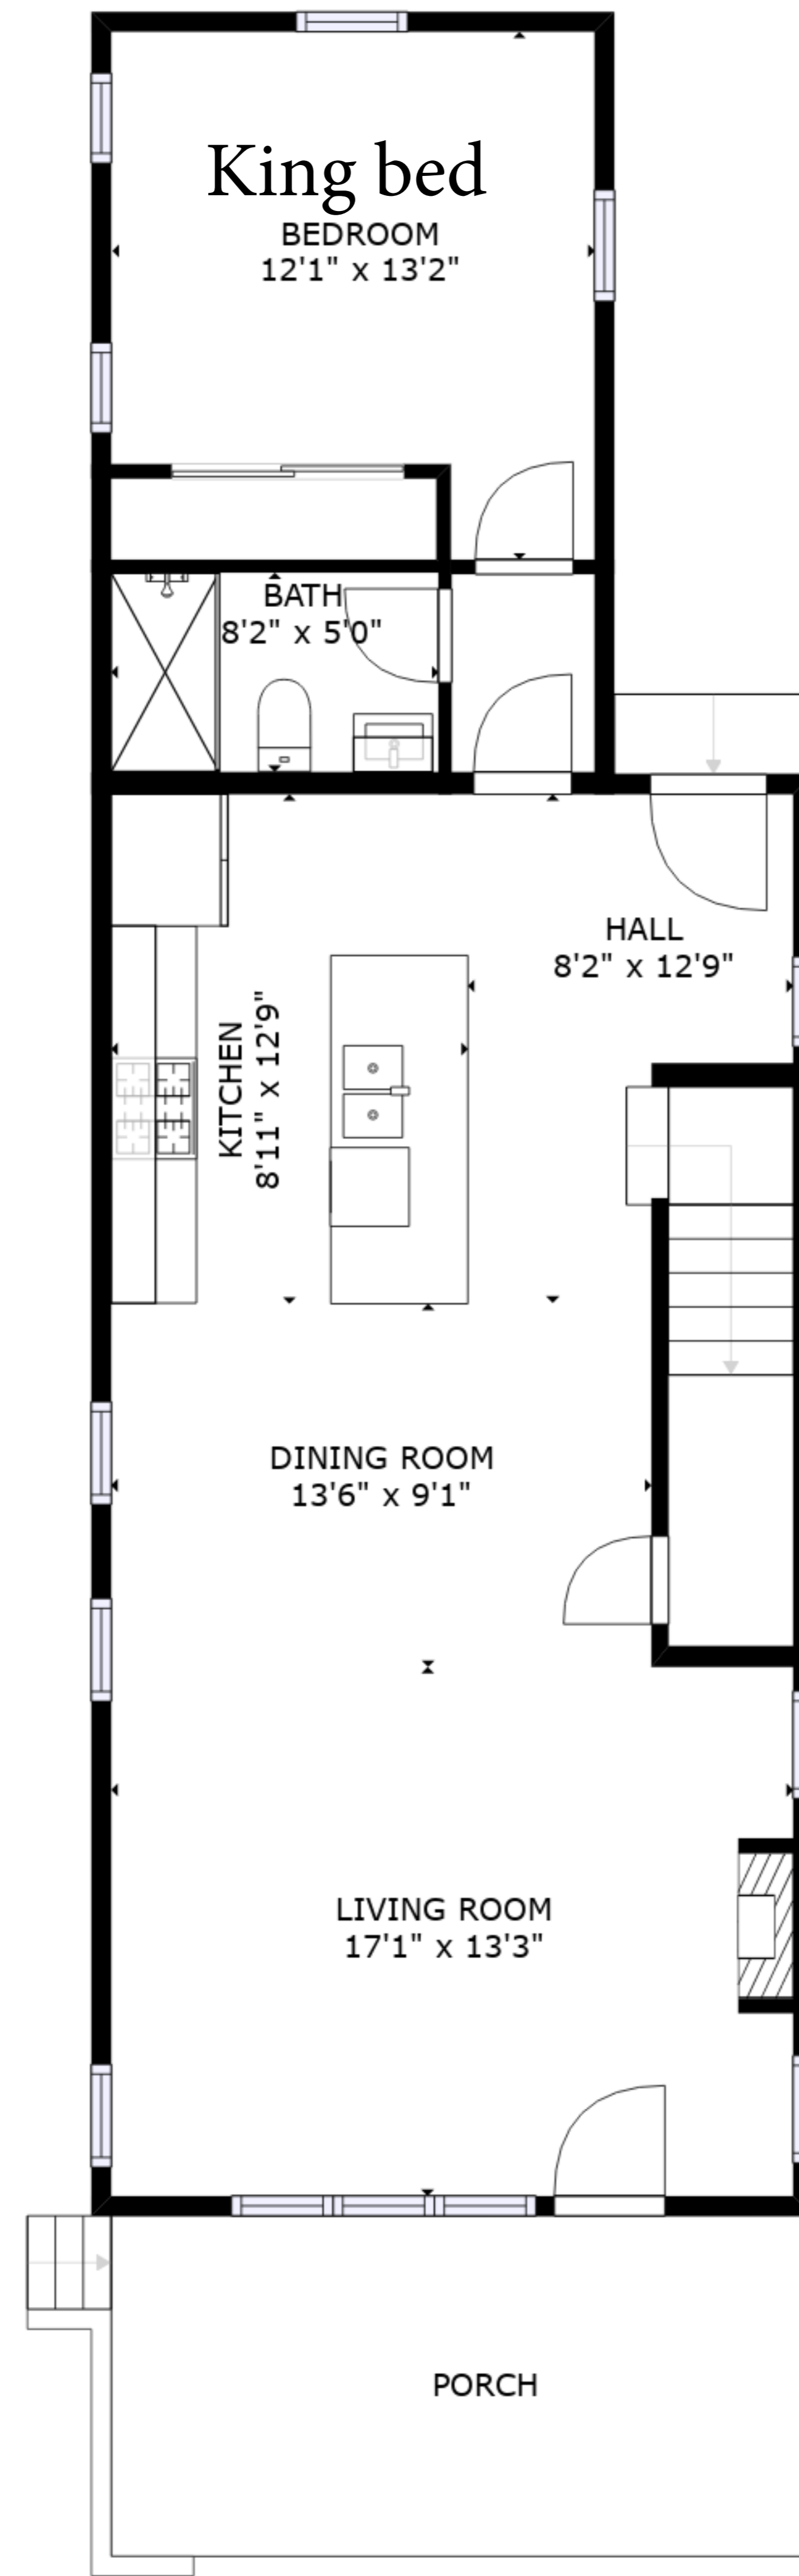 King bed
BEDROOM
12'1" x 13'2"
BATH
8'2" x 5'0"
HALL
8'2" x 12'9"
KITCHEN
8'11" x 12'9"
DINING ROOM
13'6" x 9'1"
LIVING ROOM
17'1" x 13'3"
PORCH